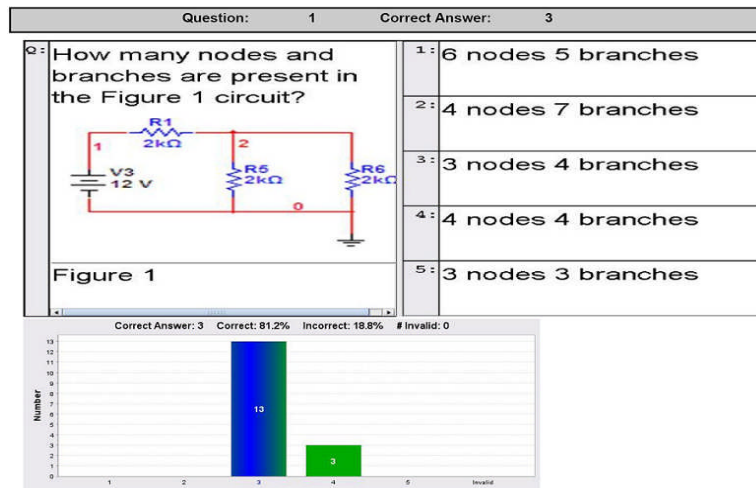 Question: 1 Correct Answer: 3
Q: How many nodes and
branches are present in
the Figure 1 circuit?
R1
1 2kΩ 2
V3 R5 R6
12 V 2kΩ 2kΩ
0
Figure 1
1: 6 nodes 5 branches
2: 4 nodes 7 branches
3: 3 nodes 4 branches
4: 4 nodes 4 branches
5: 3 nodes 3 branches
Correct Answer: 3 Correct: 81.2% Incorrect: 18.8% # Invalid: 0
Number
13
12
11
10
9
8
7
6
5
4
3
2
1
0
13
3
1 2 3 4 5 Invalid